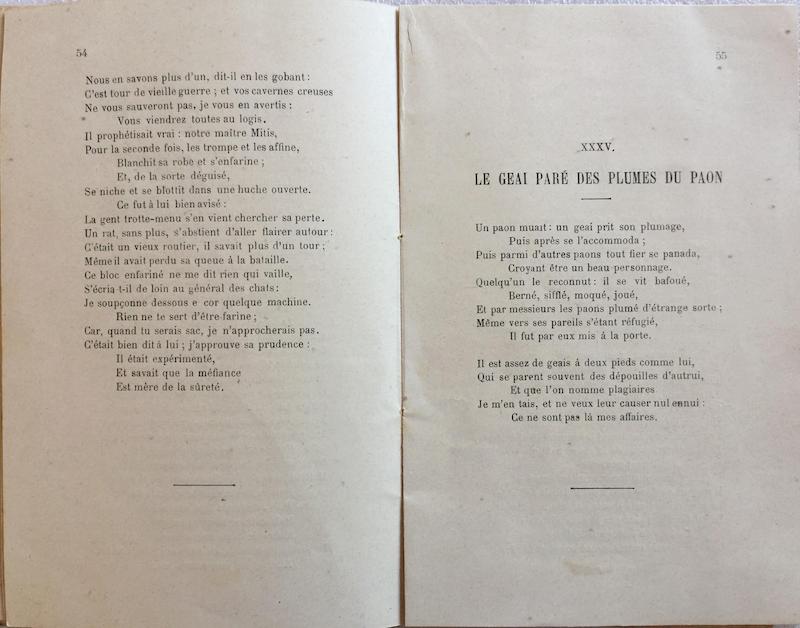 54
Nous en savons plus d'un, dit-il en les gobant :
C'est tour de vieille guerre ; et vos cavernes creuses
Ne vous sauveront pas, je vous en avertis :
Vous viendrez toutes au logis.
Il prophétisait vrai : notre maître Mitis,
Pour la seconde fois, les trompe et les affine,
Blanchit sa robe et s'enfarine ;
Et, de la sorte déguisé,
Se niche et se blottit dans une huche ouverte.
Ce fut à lui bien avisé :
La gent trotte-menu s'en vient chercher sa perte.
Un rat, sans plus, s'abstient d'aller flairer autour :
C'était un vieux routier, il savait plus d'un tour ;
Même il avait perdu sa queue à la bataille.
Ce bloc enfariné ne me dit rien qui vaille,
S'écria-t-il de loin au général des chats :
Je soupçonne dessous e cor quelque machine.
Rien ne te sert d'être farine ;
Car, quand tu serais sac, je n'approcherais pas.
C'était bien dit à lui ; j'approuve sa prudence :
Il était expérimenté,
Et savait que la méfiance
Est mère de la sûreté.
55
XXXV.
LE GEAI PARÉ DES PLUMES DU PAON
Un paon muait : un geai prit son plumage,
Puis après se l'accommoda ;
Puis parmi d'autres paons tout fier se panada,
Croyant être un beau personnage.
Quelqu'un le reconnut : il se vit bafoué,
Berné, sifflé, moqué, joué,
Et par messieurs les paons plumé d'étrange sorte ;
Même vers ses pareils s'étant réfugié,
Il fut par eux mis à la porte.
Il est assez de geais à deux pieds comme lui,
Qui se parent souvent des dépouilles d'autrui,
Et que l'on nomme plagiaires
Je m'en tais, et ne veux leur causer nul ennui :
Ce ne sont pas là mes affaires.